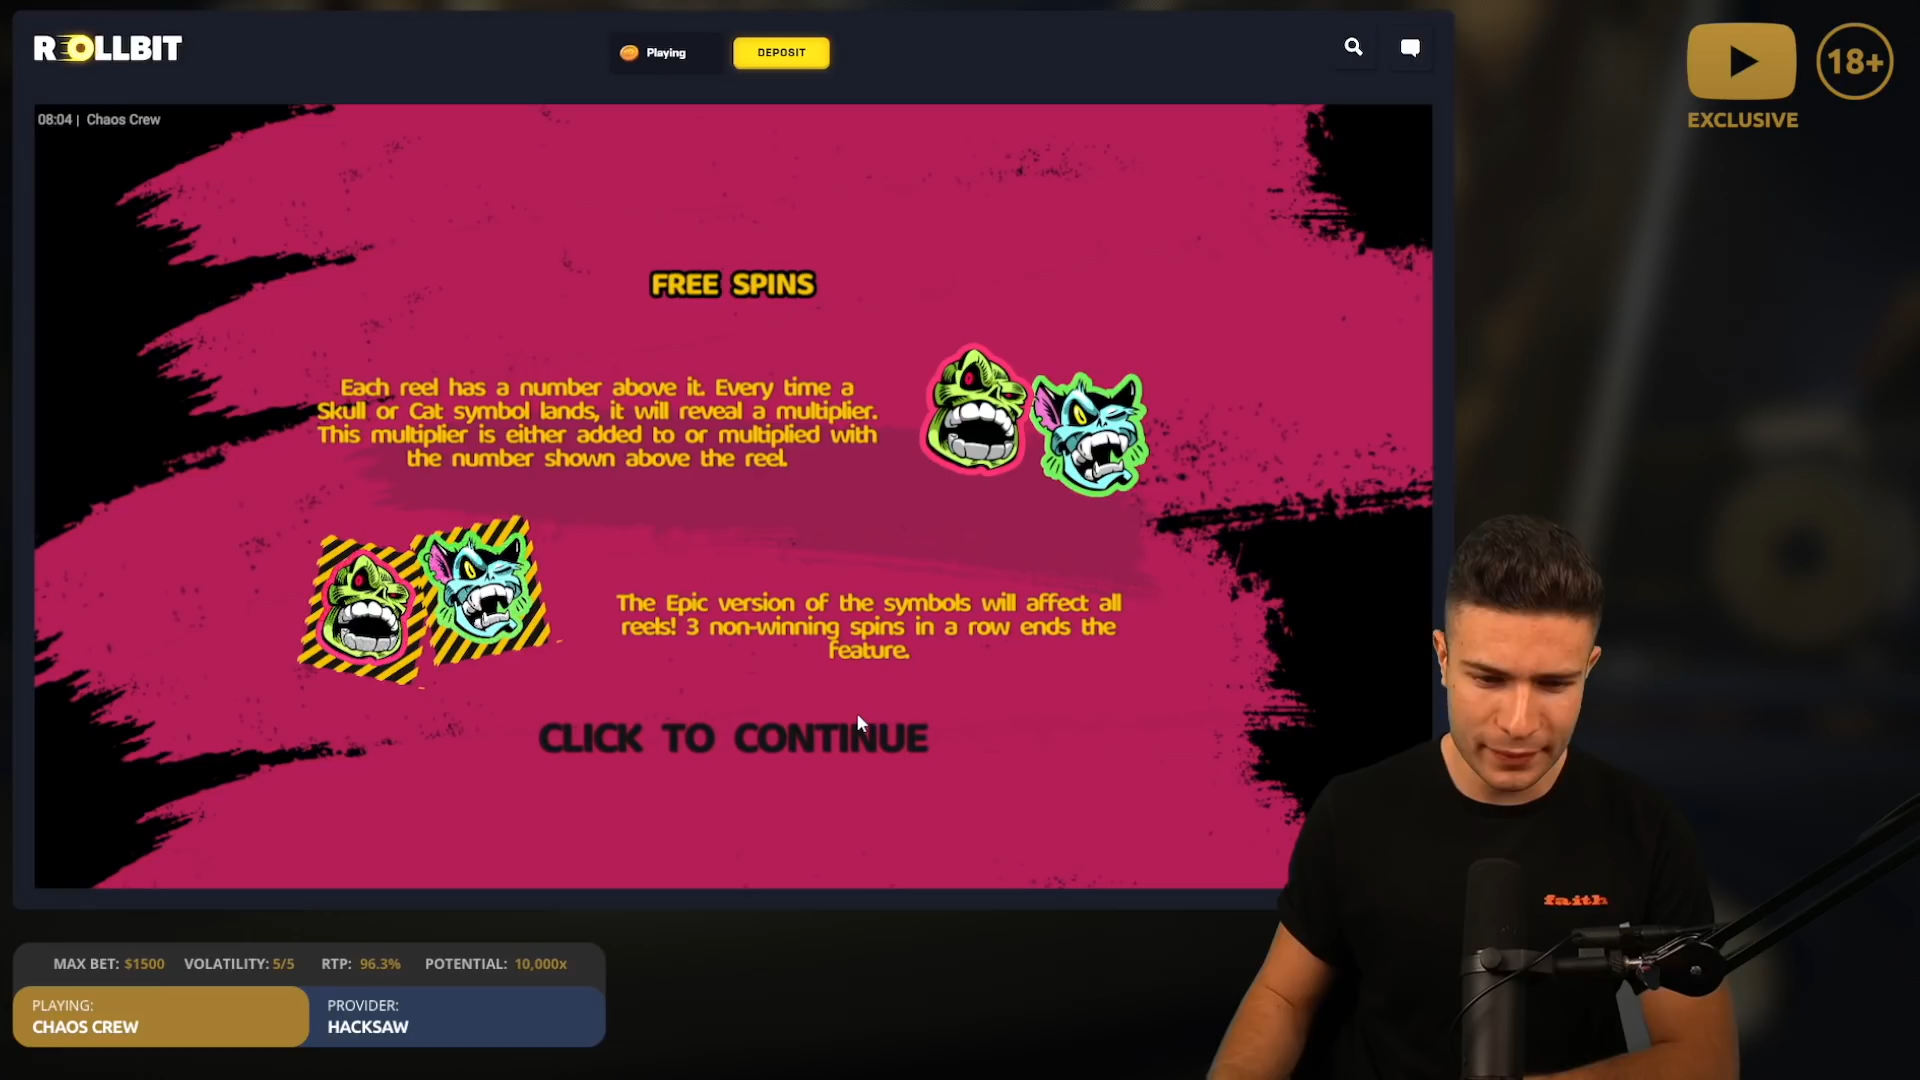 ROLLBIT
Playing
DEPOSIT
18+
EXCLUSIVE
08:04 | Chaos Crew
FREE SPINS
Each reel has a number above it. Every time a
Skull or Cat symbol lands, it will reveal a multiplier.
This multiplier is either added to or multiplied with
the number shown above the reel.
The Epic version of the symbols will affect all
reels! 3 non-winning spins in a row ends the
feature.
CLICK TO CONTINUE
faith
MAX BET: $1500 VOLATILITY: 5/5 RTP: 96.3% POTENTIAL: 10,000x
PLAYING:
CHAOS CREW
PROVIDER:
HACKSAW